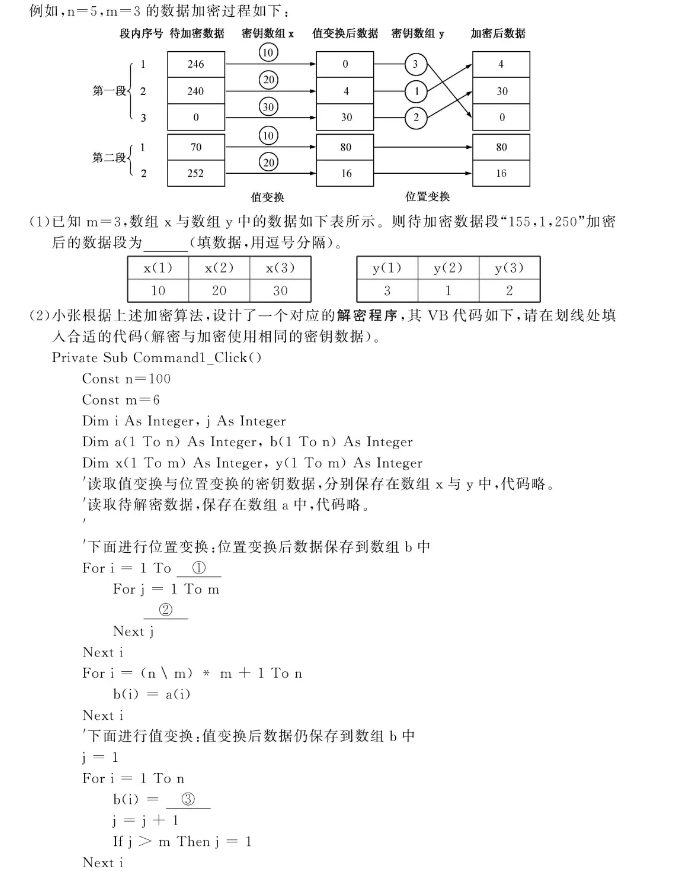 例如,n=5,m=3 的数据加密过程如下:
段内序号 待加密数据 密钥数组 x 值变换后数据 密钥数组 y 加密后数据
第一段
1 246 10 0 3 4
2 240 20 4 1 30
3 0 30 30 2 0
第二段
1 70 10 80 80
2 252 20 16 16
值变换 位置变换
(1)已知 m=3,数组 x 与数组 y 中的数据如下表所示。则待加密数据段“155,1,250”加密
后的数据段为______(填数据,用逗号分隔)。
x(1) x(2) x(3) y(1) y(2) y(3)
10 20 30 3 1 2
(2)小张根据上述加密算法,设计了一个对应的解密程序,其 VB 代码如下,请在划线处填
入合适的代码(解密与加密使用相同的密钥数据)。
Private Sub Command1_Click()
Const n=100
Const m=6
Dim i As Integer, j As Integer
Dim a(1 To n) As Integer, b(1 To n) As Integer
Dim x(1 To m) As Integer, y(1 To m) As Integer
'读取值变换与位置变换的密钥数据,分别保存在数组 x 与 y 中,代码略。
'读取待解密数据,保存在数组 a 中,代码略。
'
'下面进行位置变换:位置变换后数据保存到数组 b 中
For i = 1 To ①
For j = 1 To m
②
Next j
Next i
For i = (n \ m) * m + 1 To n
b(i) = a(i)
Next i
'下面进行值变换:值变换后数据仍保存到数组 b 中
j = 1
For i = 1 To n
b(i) = ③
j = j + 1
If j > m Then j = 1
Next i